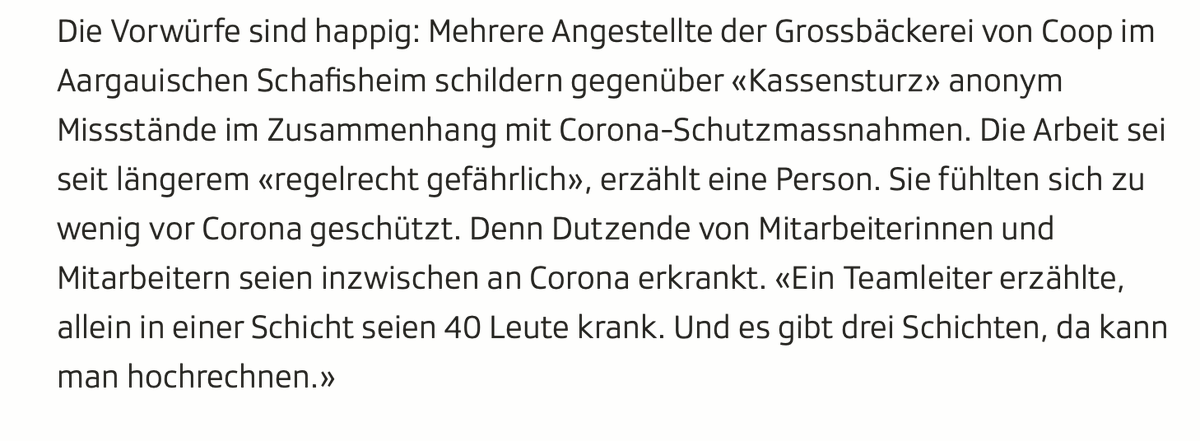 Die Vorwürfe sind happig: Mehrere Angestellte der Grossbäckerei von Coop im
Aargauischen Schafisheim schildern gegenüber «Kassensturz» anonym
Missstände im Zusammenhang mit Corona-Schutzmassnahmen. Die Arbeit sei
seit längerem «regelrecht gefährlich», erzählt eine Person. Sie fühlten sich zu
wenig vor Corona geschützt. Denn Dutzende von Mitarbeiterinnen und
Mitarbeitern seien inzwischen an Corona erkrankt. «Ein Teamleiter erzählte,
allein in einer Schicht seien 40 Leute krank. Und es gibt drei Schichten, da kann
man hochrechnen.»